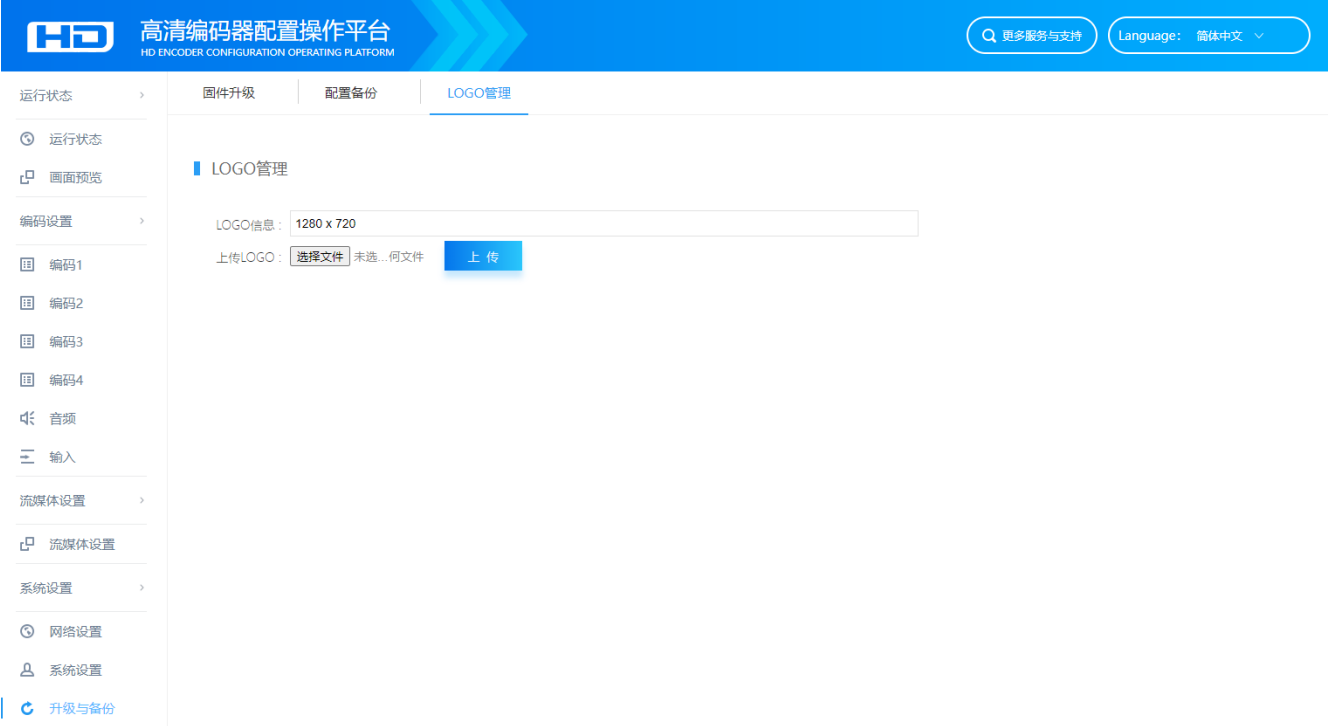 HD
高清编码器配置操作平台
HD ENCODER CONFIGURATION OPERATING PLATFORM
更多服务与支持
Language: 简体中文
运行状态
运行状态
画面预览
编码设置
编码1
编码2
编码3
编码4
音频
输入
流媒体设置
流媒体设置
系统设置
网络设置
系统设置
升级与备份
固件升级 配置备份 LOGO管理
LOGO管理
LOGO信息 : 1280 x 720
上传LOGO : 选择文件 未选...何文件 上 传